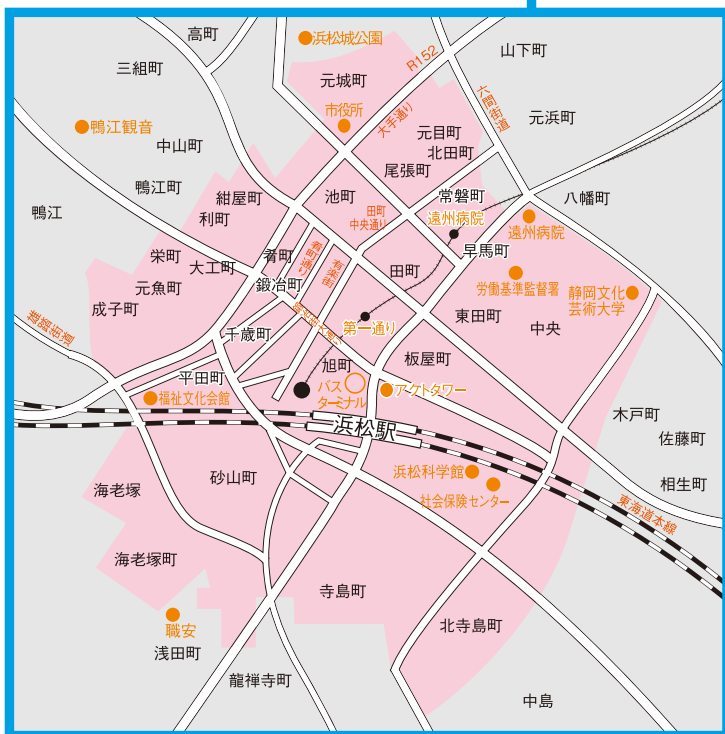 高町
浜松城公園
三組町
R152
山下町
元城町
六間街道
市役所
大手通り
元浜町
鴨江観音
元目町
中山町
北田町
尾張町
鴨江町
紺屋町
池町
常磐町
八幡町
鴨江
利町
田町
中央通り
遠州病院
遠州病院
栄町
肴町
肴町通り
早馬町
大工町
有楽街
田町
元魚町
鍛冶町
労働基準監督署
静岡文化
芸術大学
成子町
東田町
中央
雄踏街道
千歳町
第一通り
旭町
板屋町
平田町
バス
ターミナル
アクトタワー
福祉文化会館
浜松駅
木戸町
佐藤町
砂山町
浜松科学館
相生町
海老塚
社会保険センター
東海道本線
海老塚町
寺島町
職安
北寺島町
浅田町
龍禅寺町
中島